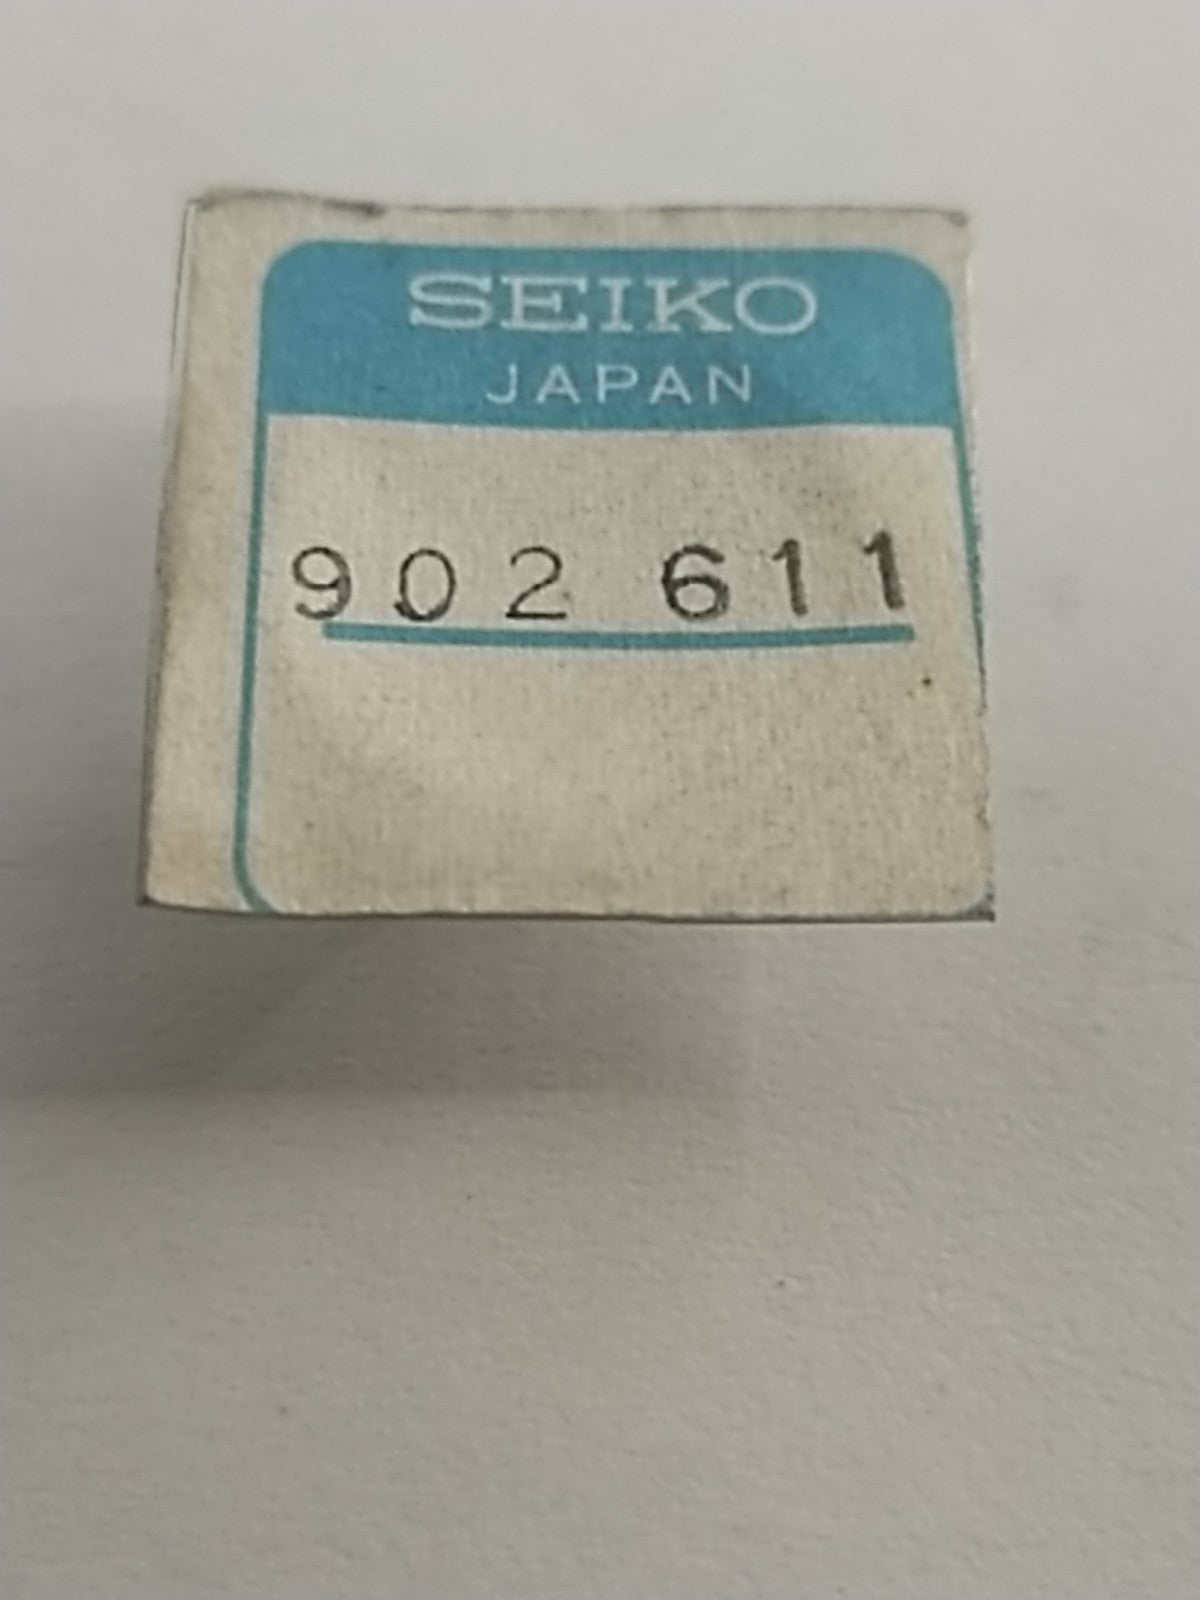 SEIKO
JAPAN
902 611